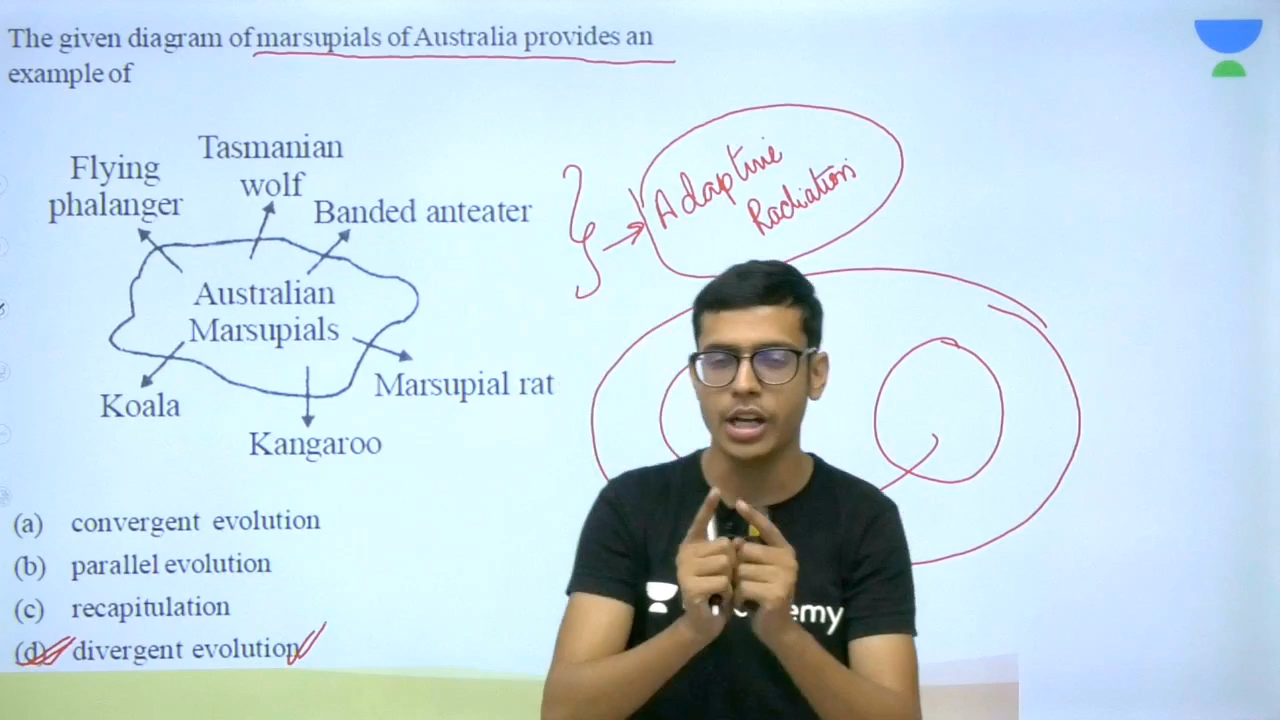 The given diagram of marsupials of Australia provides an
example of
Tasmanian
wolf
Flying
phalanger
Banded anteater
Australian
Marsupials
Koala
Marsupial rat
Kangaroo
Adaptive
Radiation
(a) convergent evolution
(b) parallel evolution
(c) recapitulation
(d) divergent evolution
emy